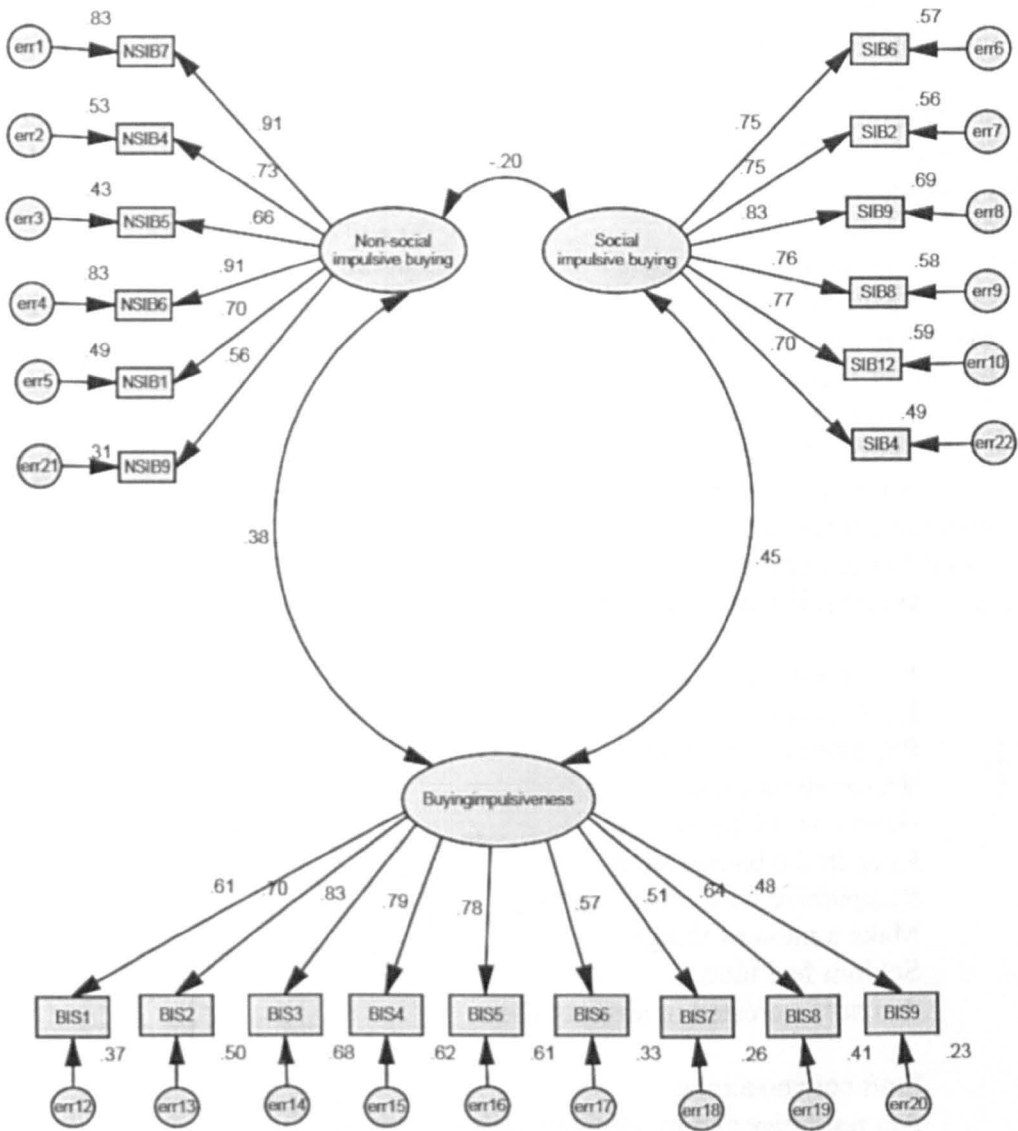 .83
.57
err1
NSIB7
SIB6
err6
.53
.91
.75
.56
err2
NSIB4
SIB2
err7
.73
-.20
.75
.43
.69
err3
NSIB5
.66
.83
SIB9
err8
Non-social
impulsive buying
Social
impulsive buying
.83
.91
.76
.58
err4
NSIB6
SIB8
err9
.70
.77
.49
.56
.70
.59
err5
NSIB1
SIB12
err10
.31
.49
err21
NSIB9
SIB4
err22
.38
.45
Buyingimpulsiveness
.61
.70
.83
.79
.78
.57
.51
.64
.48
BIS1
BIS2
BIS3
BIS4
BIS5
BIS6
BIS7
BIS8
BIS9
.37
.50
.68
.62
.61
.33
.26
.41
.23
err12
err13
err14
err15
err16
err17
err18
err19
err20